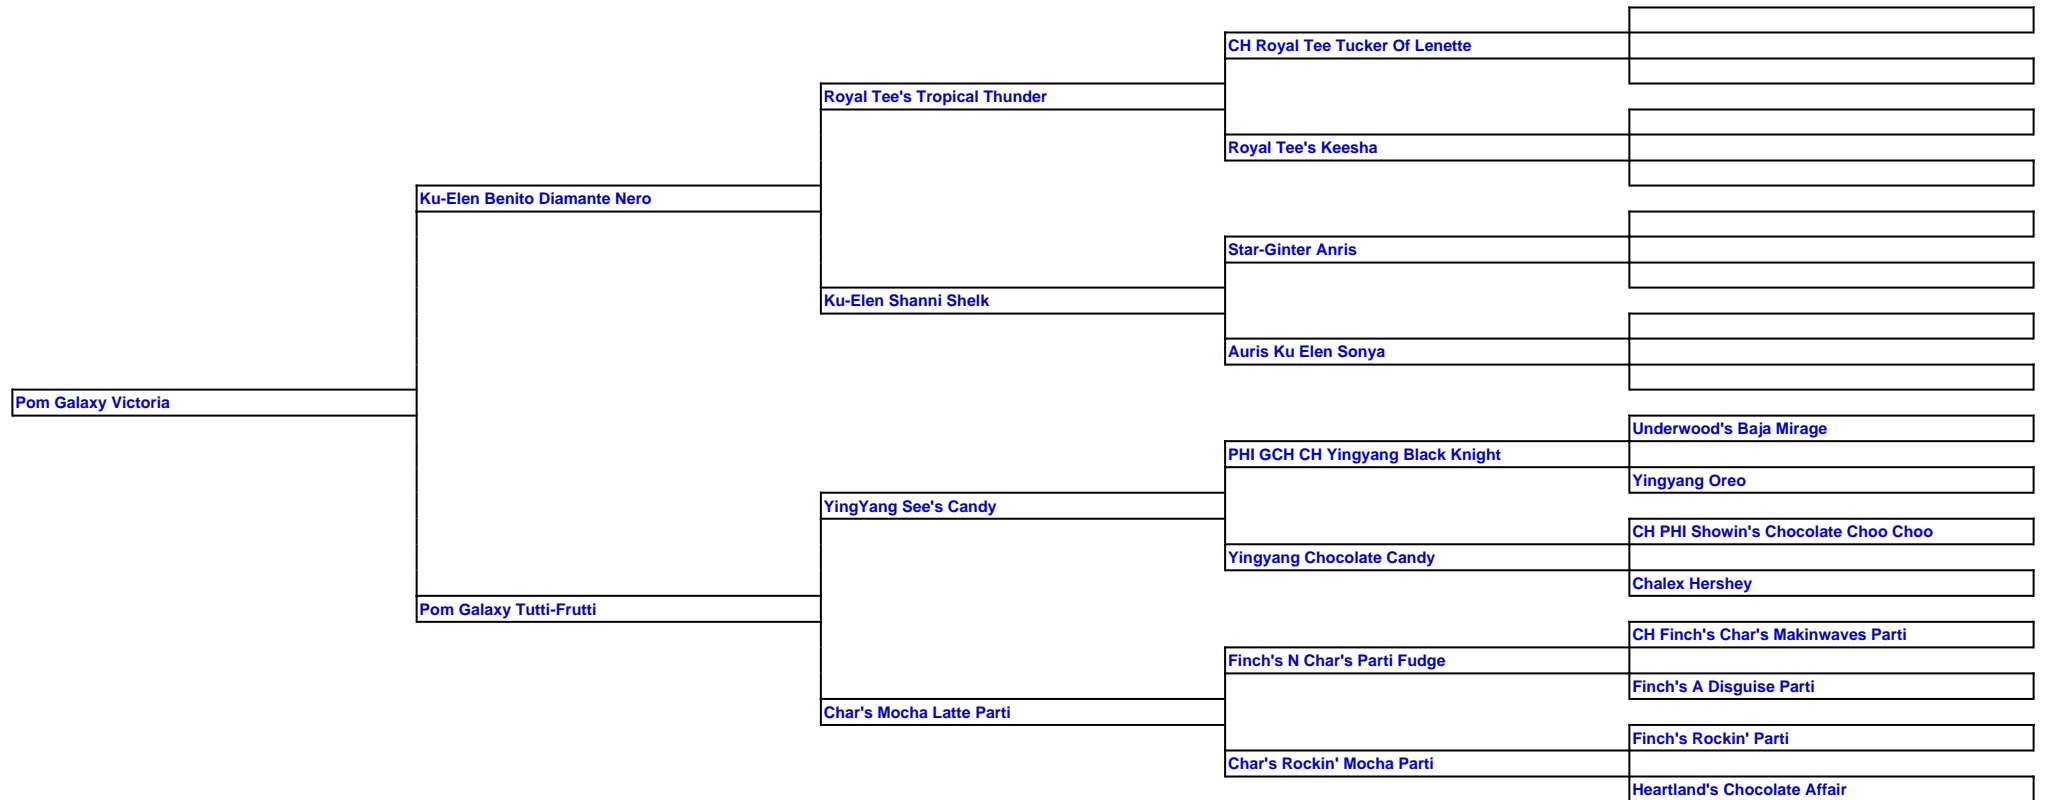 CH Royal Tee Tucker Of Lenette
Royal Tee's Tropical Thunder
Royal Tee's Keesha
Ku-Elen Benito Diamante Nero
Star-Ginter Anris
Ku-Elen Shanni Shelk
Auris Ku Elen Sonya
Pom Galaxy Victoria
Underwood's Baja Mirage
PHI GCH CH Yingyang Black Knight
Yingyang Oreo
YingYang See's Candy
CH PHI Showin's Chocolate Choo Choo
Yingyang Chocolate Candy
Chalex Hershey
Pom Galaxy Tutti-Frutti
CH Finch's Char's Makinwaves Parti
Finch's N Char's Parti Fudge
Finch's A Disguise Parti
Char's Mocha Latte Parti
Finch's Rockin' Parti
Char's Rockin' Mocha Parti
Heartland's Chocolate Affair